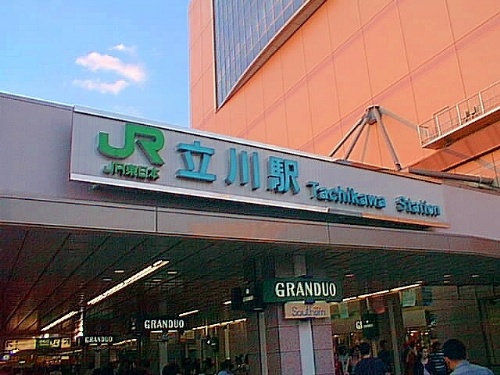 JR
JR東日本
立川駅
Tachikawa Station
GRANDUO
Southern
GRANDUO
GRANDUO